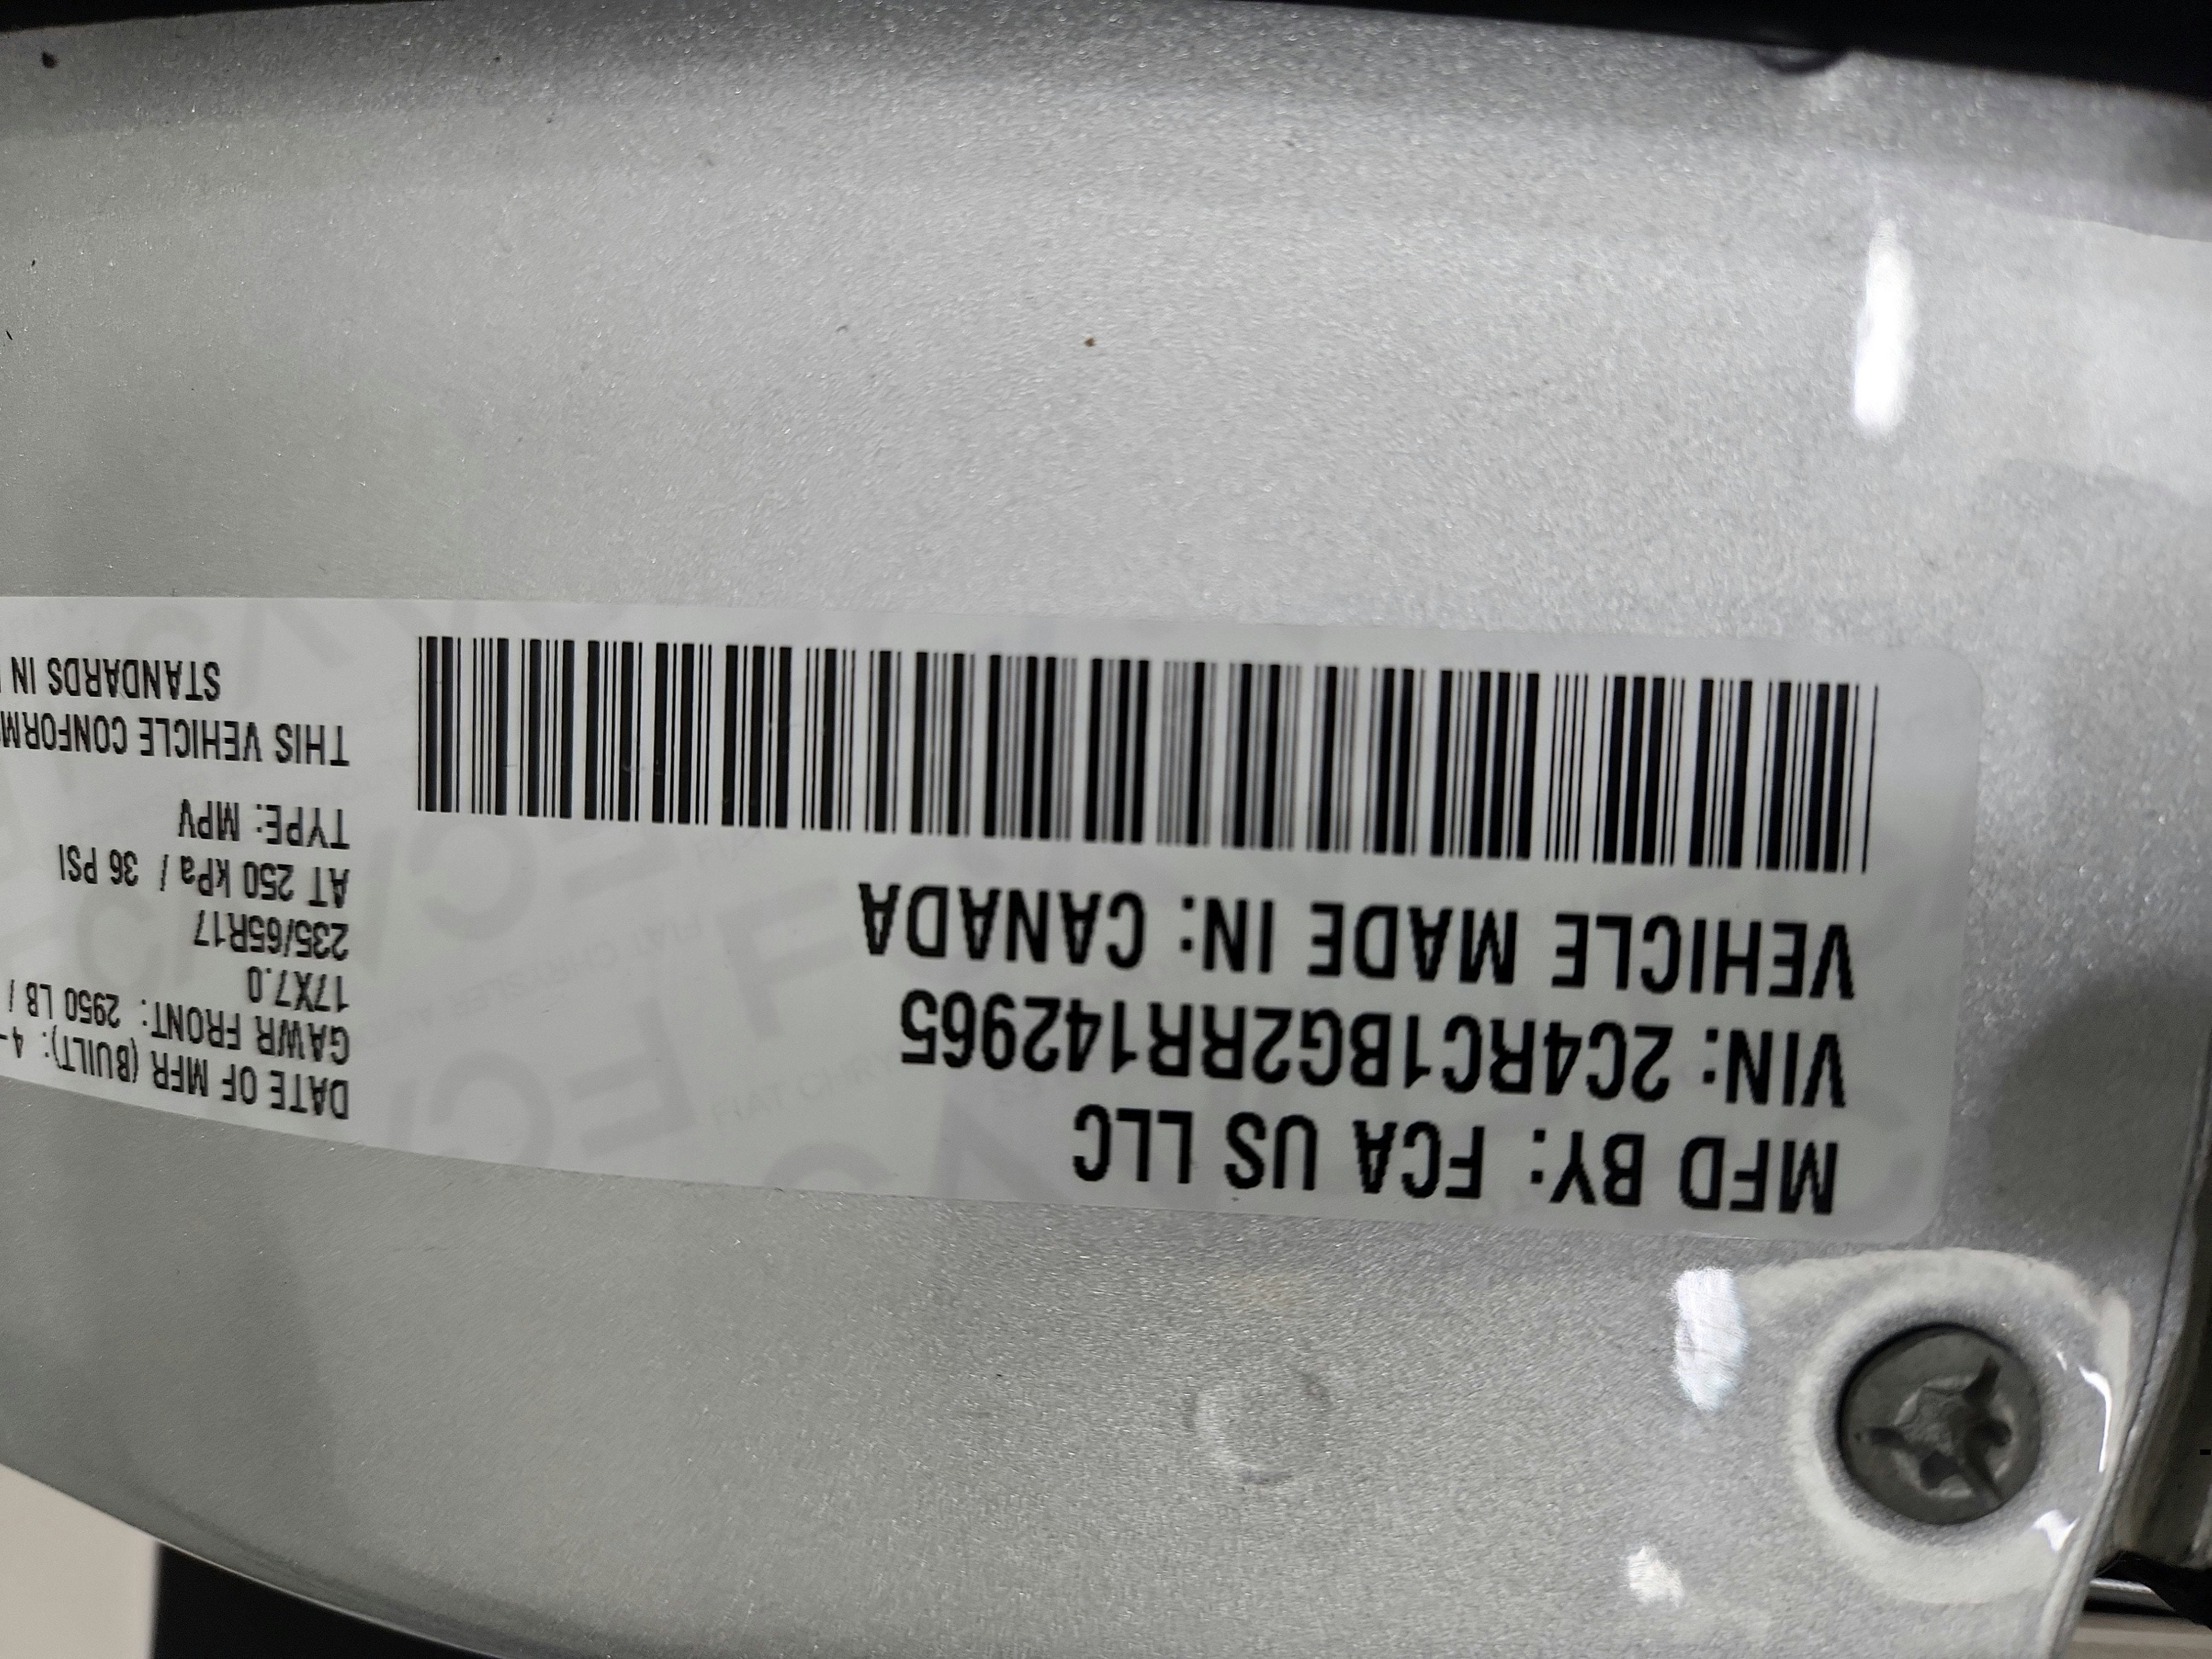 MFD BY: FCA US LLC
VIN: 2C4RC1BG2RR142965
VEHICLE MADE IN: CANADA
DATE OF MFR (BUILT): 4-
GAWR FRONT: 2950 LB /
17X7.0
235/65R17
AT 250 kPa / 36 PSI
TYPE: MPV
THIS VEHICLE CONFORM
STANDARDS IN